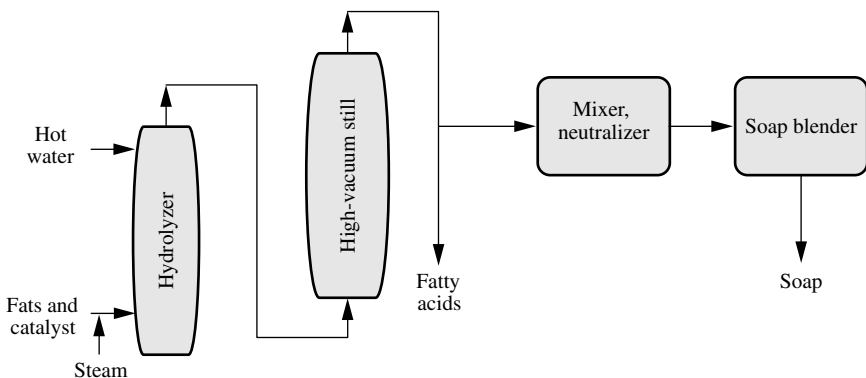 Hot
water
Fats and
catalyst
Steam
Hydrolyzer
High-vacuum still
Fatty
acids
Mixer,
neutralizer
Soap blender
Soap